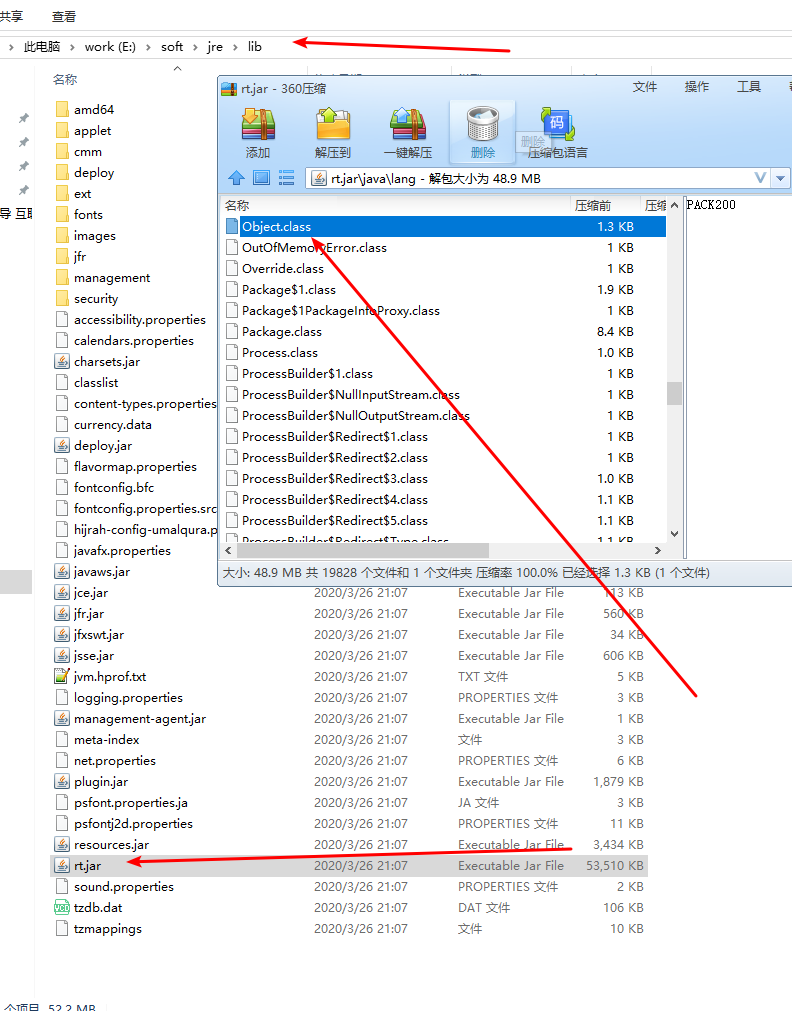 共享 查看
此电脑 > work (E:) > soft > jre > lib
名称
amd64
applet
cmm
deploy
ext
fonts
images
jfr
management
security
accessibility.properties
calendars.properties
charsets.jar
classlist
content-types.properties
currency.data
deploy.jar
flavormap.properties
fontconfig.bfc
fontconfig.properties.src
hijrah-config-umalqura.p
javafx.properties
javaws.jar
导 互联
rt.jar - 360压缩 文件 操作 工具
添加 解压到 一键解压 删除 压缩包语言
码
删除
rt.jar\java\lang - 解包大小为 48.9 MB
名称 压缩前 压缩
PACK200
Object.class 1.3 KB
OutOfMemoryError.class 1 KB
Override.class 1 KB
Package$1.class 1.9 KB
Package$1PackageInfoProxy.class 1 KB
Package.class 8.4 KB
Process.class 1.0 KB
ProcessBuilder$1.class 1 KB
ProcessBuilder$NullInputStream.class 1 KB
ProcessBuilder$NullOutputStream.class 1 KB
ProcessBuilder$Redirect$1.class 1 KB
ProcessBuilder$Redirect$2.class 1 KB
ProcessBuilder$Redirect$3.class 1.0 KB
ProcessBuilder$Redirect$4.class 1.1 KB
ProcessBuilder$Redirect$5.class 1.1 KB
ProcessBuilder$Redirect$Type.class 1.1 KB
大小: 48.9 MB 共 19828 个文件和 1 个文件夹 压缩率 100.0% 已经选择 1.3 KB (1 个文件)
jce.jar 2020/3/26 21:07 Executable Jar File 113 KB
jfr.jar 2020/3/26 21:07 Executable Jar File 560 KB
jfxswt.jar 2020/3/26 21:07 Executable Jar File 34 KB
jsse.jar 2020/3/26 21:07 Executable Jar File 606 KB
jvm.hprof.txt 2020/3/26 21:07 TXT 文件 5 KB
logging.properties 2020/3/26 21:07 PROPERTIES 文件 3 KB
management-agent.jar 2020/3/26 21:07 Executable Jar File 1 KB
meta-index 2020/3/26 21:07 文件 3 KB
net.properties 2020/3/26 21:07 PROPERTIES 文件 6 KB
plugin.jar 2020/3/26 21:07 Executable Jar File 1,879 KB
psfont.properties.ja 2020/3/26 21:07 JA 文件 3 KB
psfontj2d.properties 2020/3/26 21:07 PROPERTIES 文件 11 KB
resources.jar 2020/3/26 21:07 Executable Jar File 3,434 KB
rt.jar 2020/3/26 21:07 Executable Jar File 53,510 KB
sound.properties 2020/3/26 21:07 PROPERTIES 文件 2 KB
tzdb.dat 2020/3/26 21:07 DAT 文件 106 KB
tzmappings 2020/3/26 21:07 文件 10 KB
个项目 52.2 MB